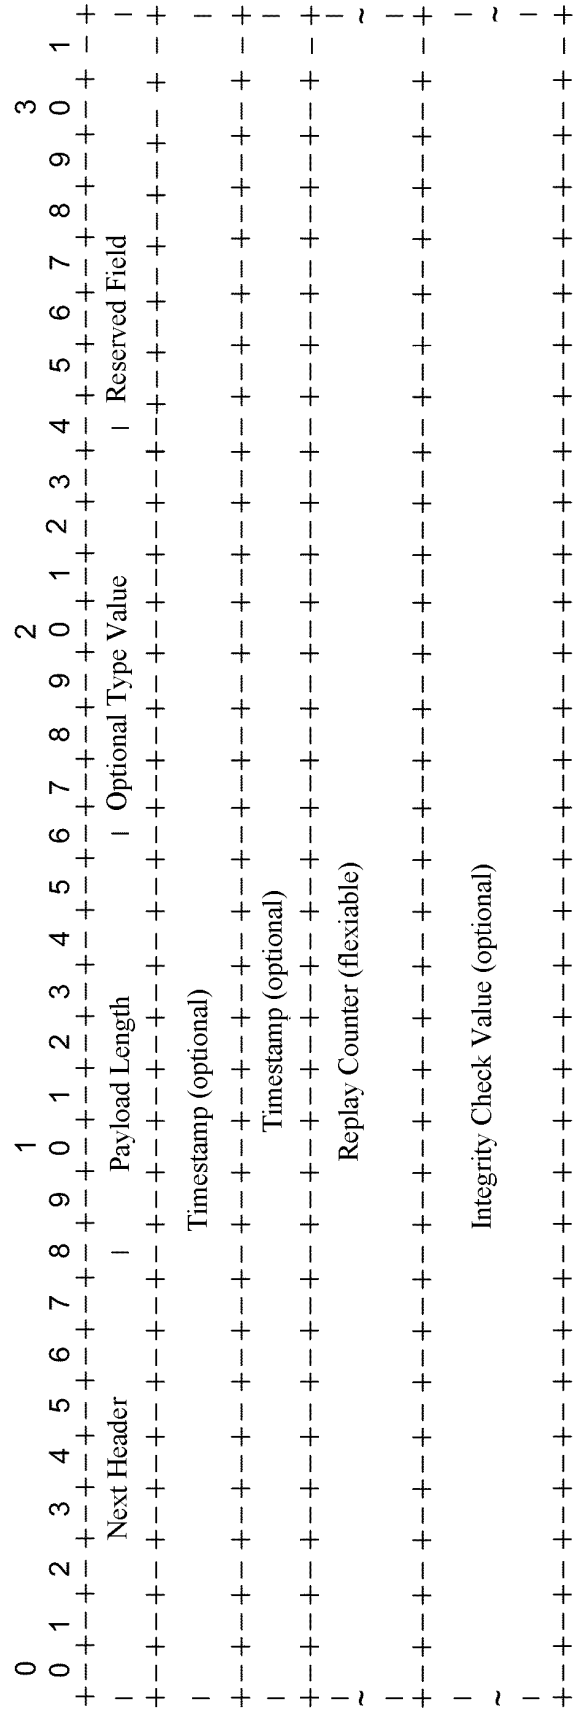 0 1 2 3
0 1 2 3 4 5 6 7 8 9 0 1 2 3 4 5 6 7 8 9 0 1 2 3 4 5 6 7 8 9 0 1
+-+-+-+-+-+-+-+-+-+-+-+-+-+-+-+-+-+-+-+-+-+-+-+-+-+-+-+-+-+-+-+-+
| Next Header | Payload Length | Optional Type Value | Reserved Field |
+-+-+-+-+-+-+-+-+-+-+-+-+-+-+-+-+-+-+-+-+-+-+-+-+-+-+-+-+-+-+-+-+
| Timestamp (optional) |
+-+-+-+-+-+-+-+-+-+-+-+-+-+-+-+-+-+-+-+-+-+-+-+-+-+-+-+-+-+-+-+-+
| Timestamp (optional) |
+-+-+-+-+-+-+-+-+-+-+-+-+-+-+-+-+-+-+-+-+-+-+-+-+-+-+-+-+-+-+-+-+
| |
~ Replay Counter (flexiable) ~
| |
+-+-+-+-+-+-+-+-+-+-+-+-+-+-+-+-+-+-+-+-+-+-+-+-+-+-+-+-+-+-+-+-+
| |
~ Integrity Check Value (optional) ~
| |
+-+-+-+-+-+-+-+-+-+-+-+-+-+-+-+-+-+-+-+-+-+-+-+-+-+-+-+-+-+-+-+-+